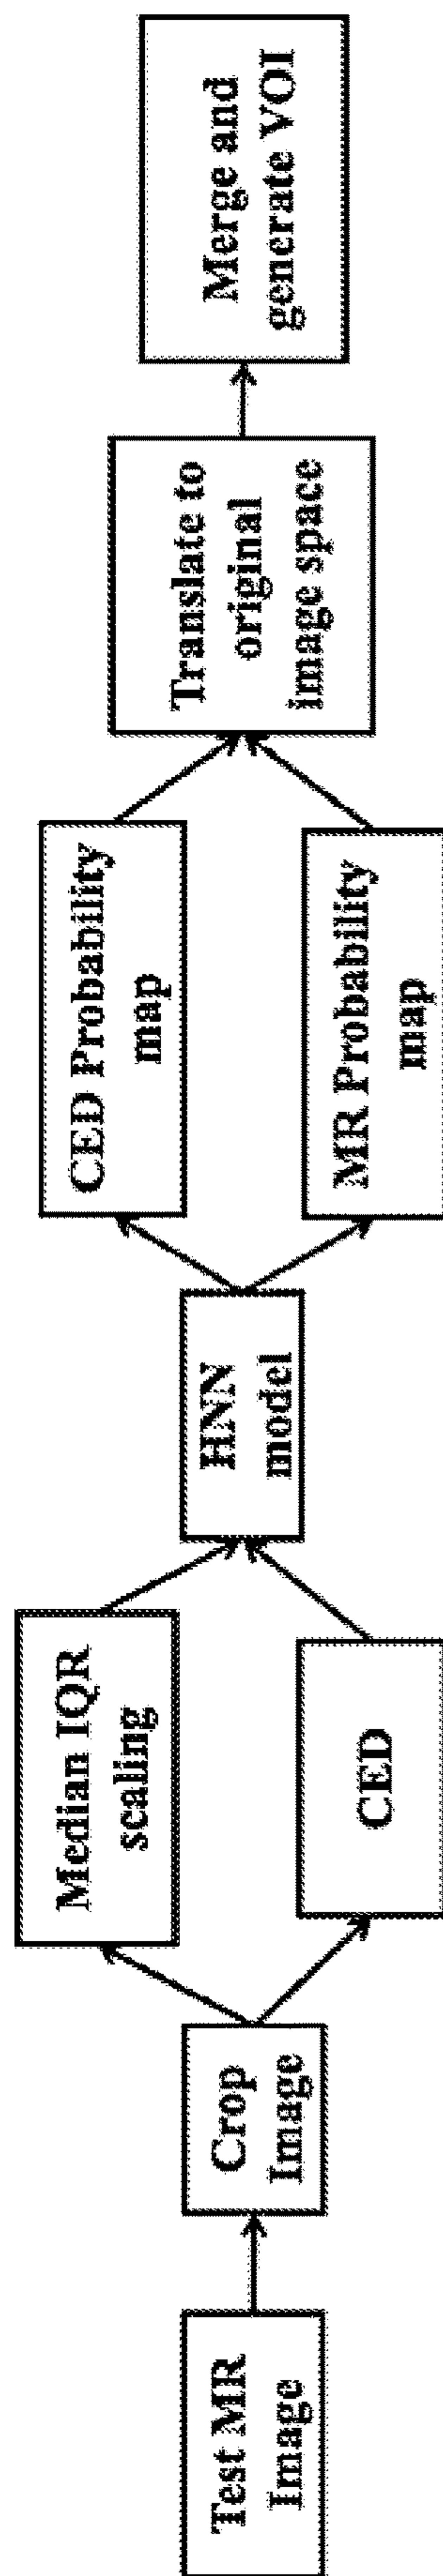 Test MR
Image
Crop
Image
Median IQR
scaling
CED
HNN
model
CED Probability
map
MR Probability
map
Translate to
original
image space
Merge and
generate VOI